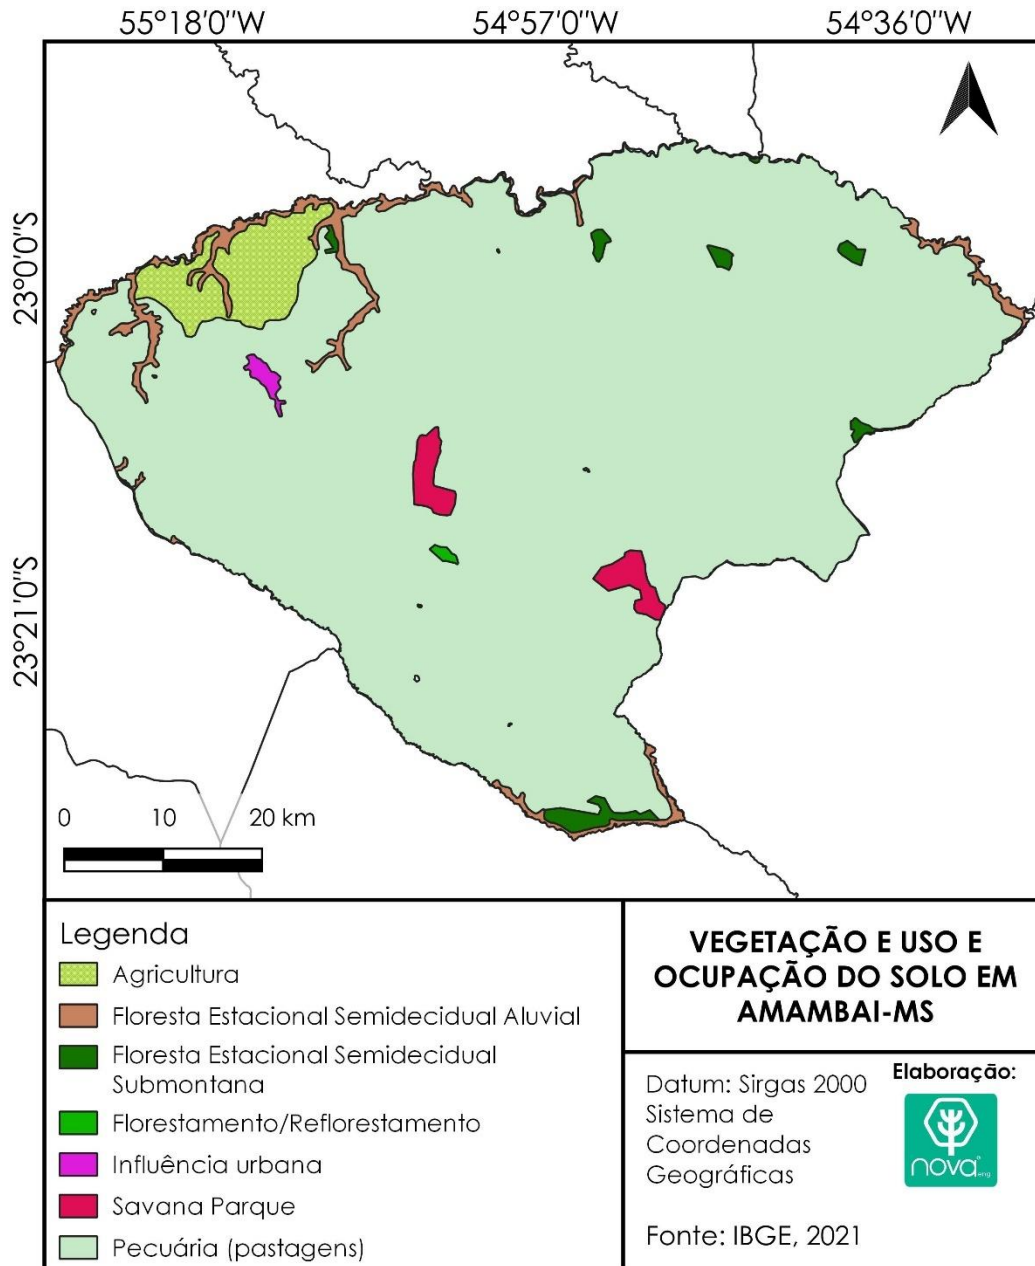 55°18'0"W 54°57'0"W 54°36'0"W
23°0'0"S
23°21'0"S
0 10 20 km
Legenda
Agricultura
Floresta Estacional Semidecidual Aluvial
Floresta Estacional Semidecidual
Submontana
Florestamento/Reflorestamento
Influência urbana
Savana Parque
Pecuária (pastagens)
VEGETAÇÃO E USO E
OCUPAÇÃO DO SOLO EM
AMAMBAI-MS
Datum: Sirgas 2000
Sistema de
Coordenadas
Geográficas
Fonte: IBGE, 2021
Elaboração:
nova
eng